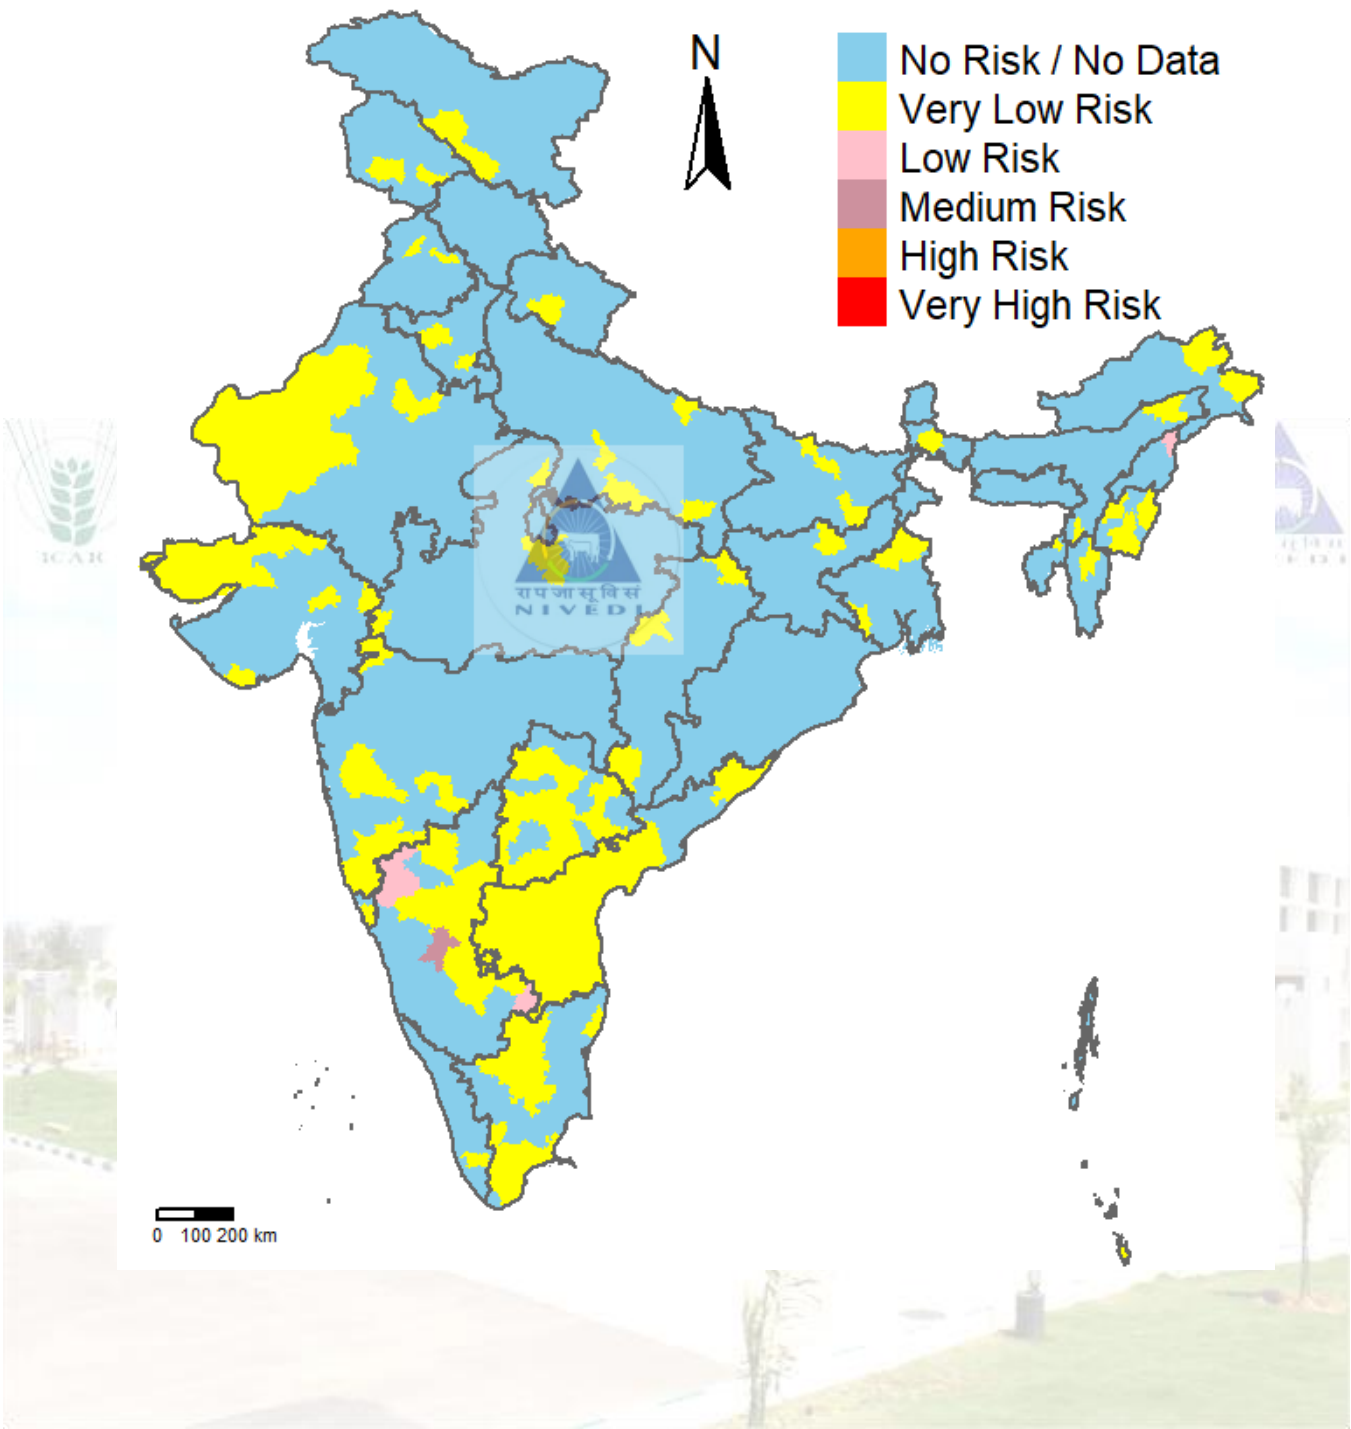 N
No Risk / No Data
Very Low Risk
Low Risk
Medium Risk
High Risk
Very High Risk
ICAR
रा प जा सू वि सं
NIVEDI
0 100 200 km